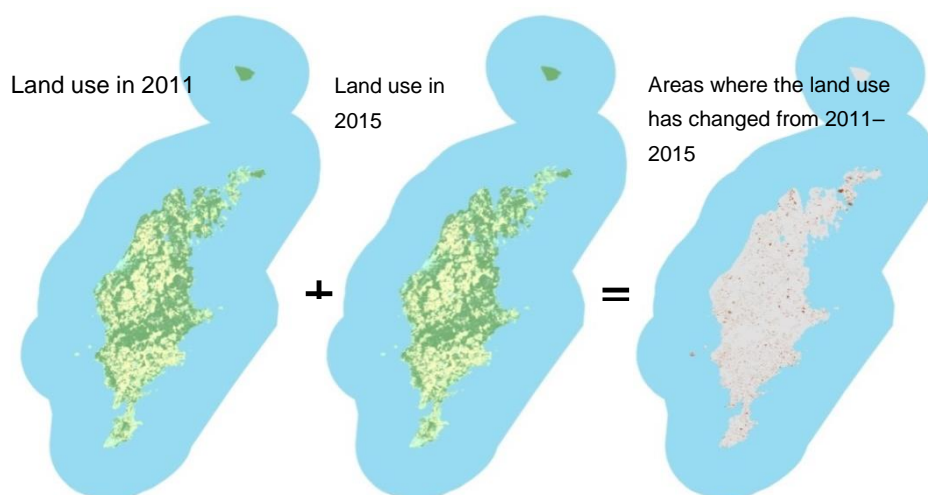 Land use in 2011
Land use in
2015
Areas where the land use
has changed from 2011–
2015
+
=